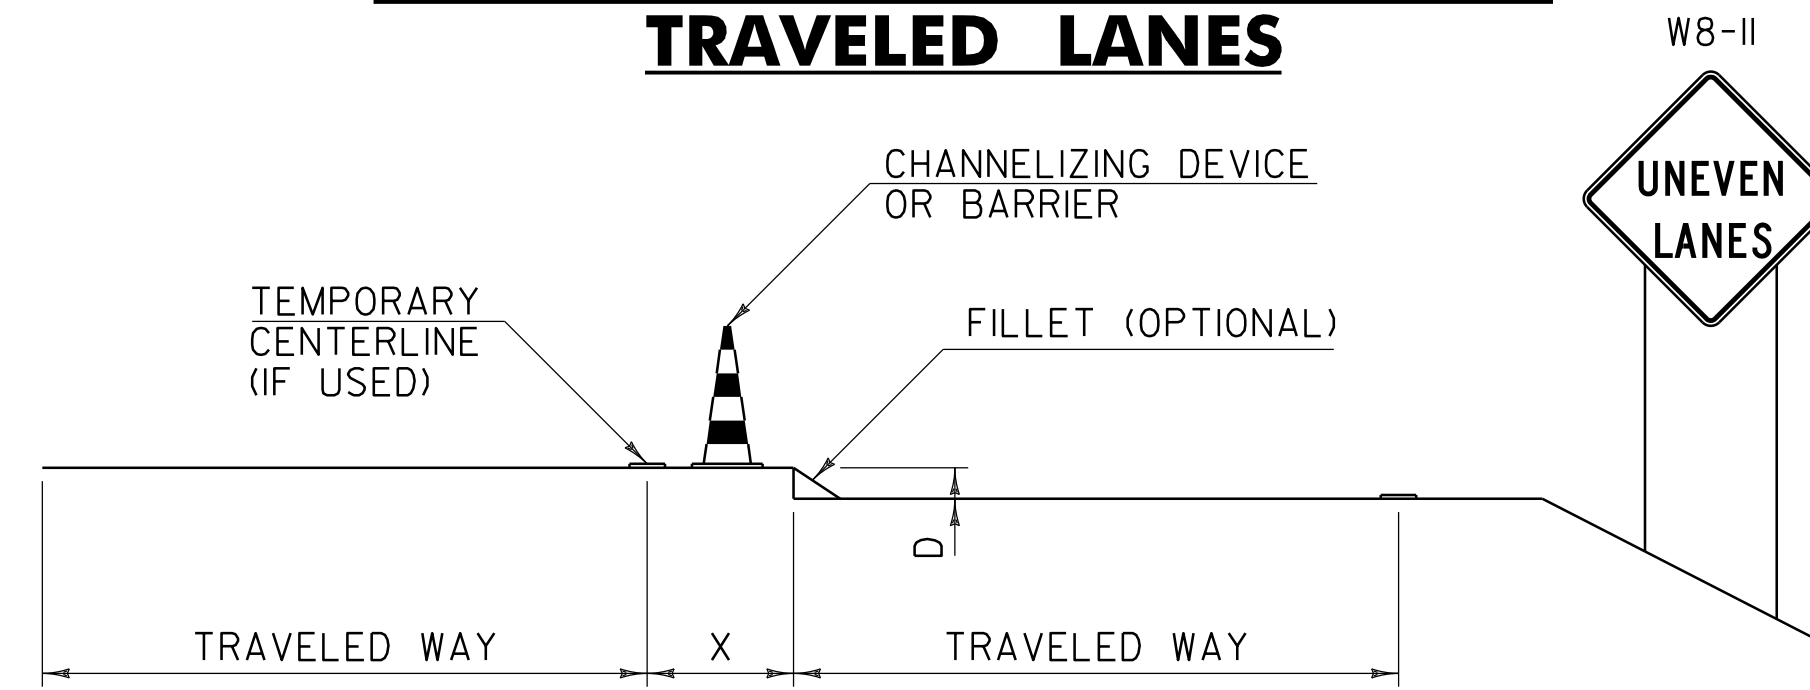 TRAVELED LANES
W8-11
UNEVEN
LANES
CHANNELIZING DEVICE
OR BARRIER
TEMPORARY
CENTERLINE
(IF USED)
FILLET (OPTIONAL)
D
TRAVELED WAY
X
TRAVELED WAY